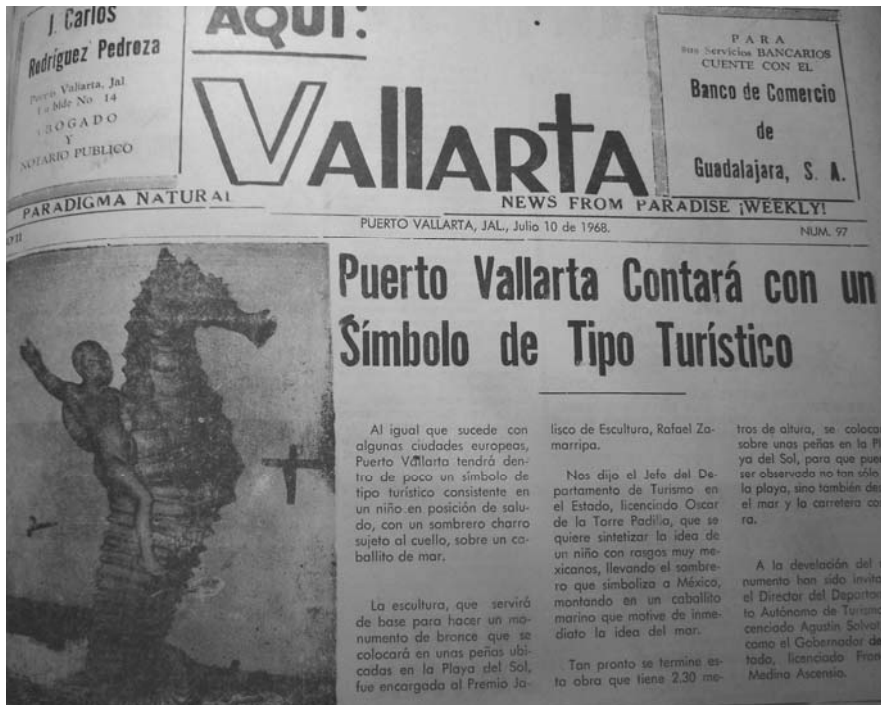 J. Carlos
Rodríguez Pedroza
Puerto Vallarta, Jal
No 14
ABOGADO
Y
NOTARIO PUBLICO
AQUI:
VALLARTA
PARA
sus Servicios BANCARIOS
CUENTE CON EL
Banco de Comercio
de
Guadalajara, S. A.
PARADIGMA NATURAL
NEWS FROM PARADISE ¡WEEKLY!
PUERTO VALLARTA, JAL., Julio 10 de 1968.
NUM. 97
Puerto Vallarta Contará con un
Símbolo de Tipo Turístico
Al igual que sucede con
algunas ciudades europeas,
Puerto Vallarta tendrá den-
tro de poco un símbolo de
tipo turístico consistente en
un niño en posición de salu-
do, con un sombrero charro
sujeto al cuello, sobre un ca-
ballito de mar.
La escultura, que servirá
de base para hacer un mo-
numento de bronce que se
colocará en unas peñas ubi-
cadas en la Playa del Sol,
fue encargada al Premio Ja-
lisco de Escultura, Rafael Za-
marripa.
Nos dijo el Jefe del De-
partamento de Turismo en
el Estado, licencindo Oscar
de la Torre Padilla, que se
quiere sintetizar la idea de
un niño con rasgos muy me-
xicanos, llevando el sombre-
ro que simboliza a México,
montando en un caballito
marino que motive de inme-
diato la idea del mar.
Tan pronto se termine es-
ta obra que tiene 2.30 me-
tros de altura, se coloca
sobre unas peñas en la
ya del Sol, para que
ser observada no tan sólo
la playa, sino también
el mar y la carretera
ra.
A la develación del
numento han sido
el Director del
to Autónomo de Turismo
cenciado Agustín
como el Gobernador
tado, licenciado
Medina Ascensio.